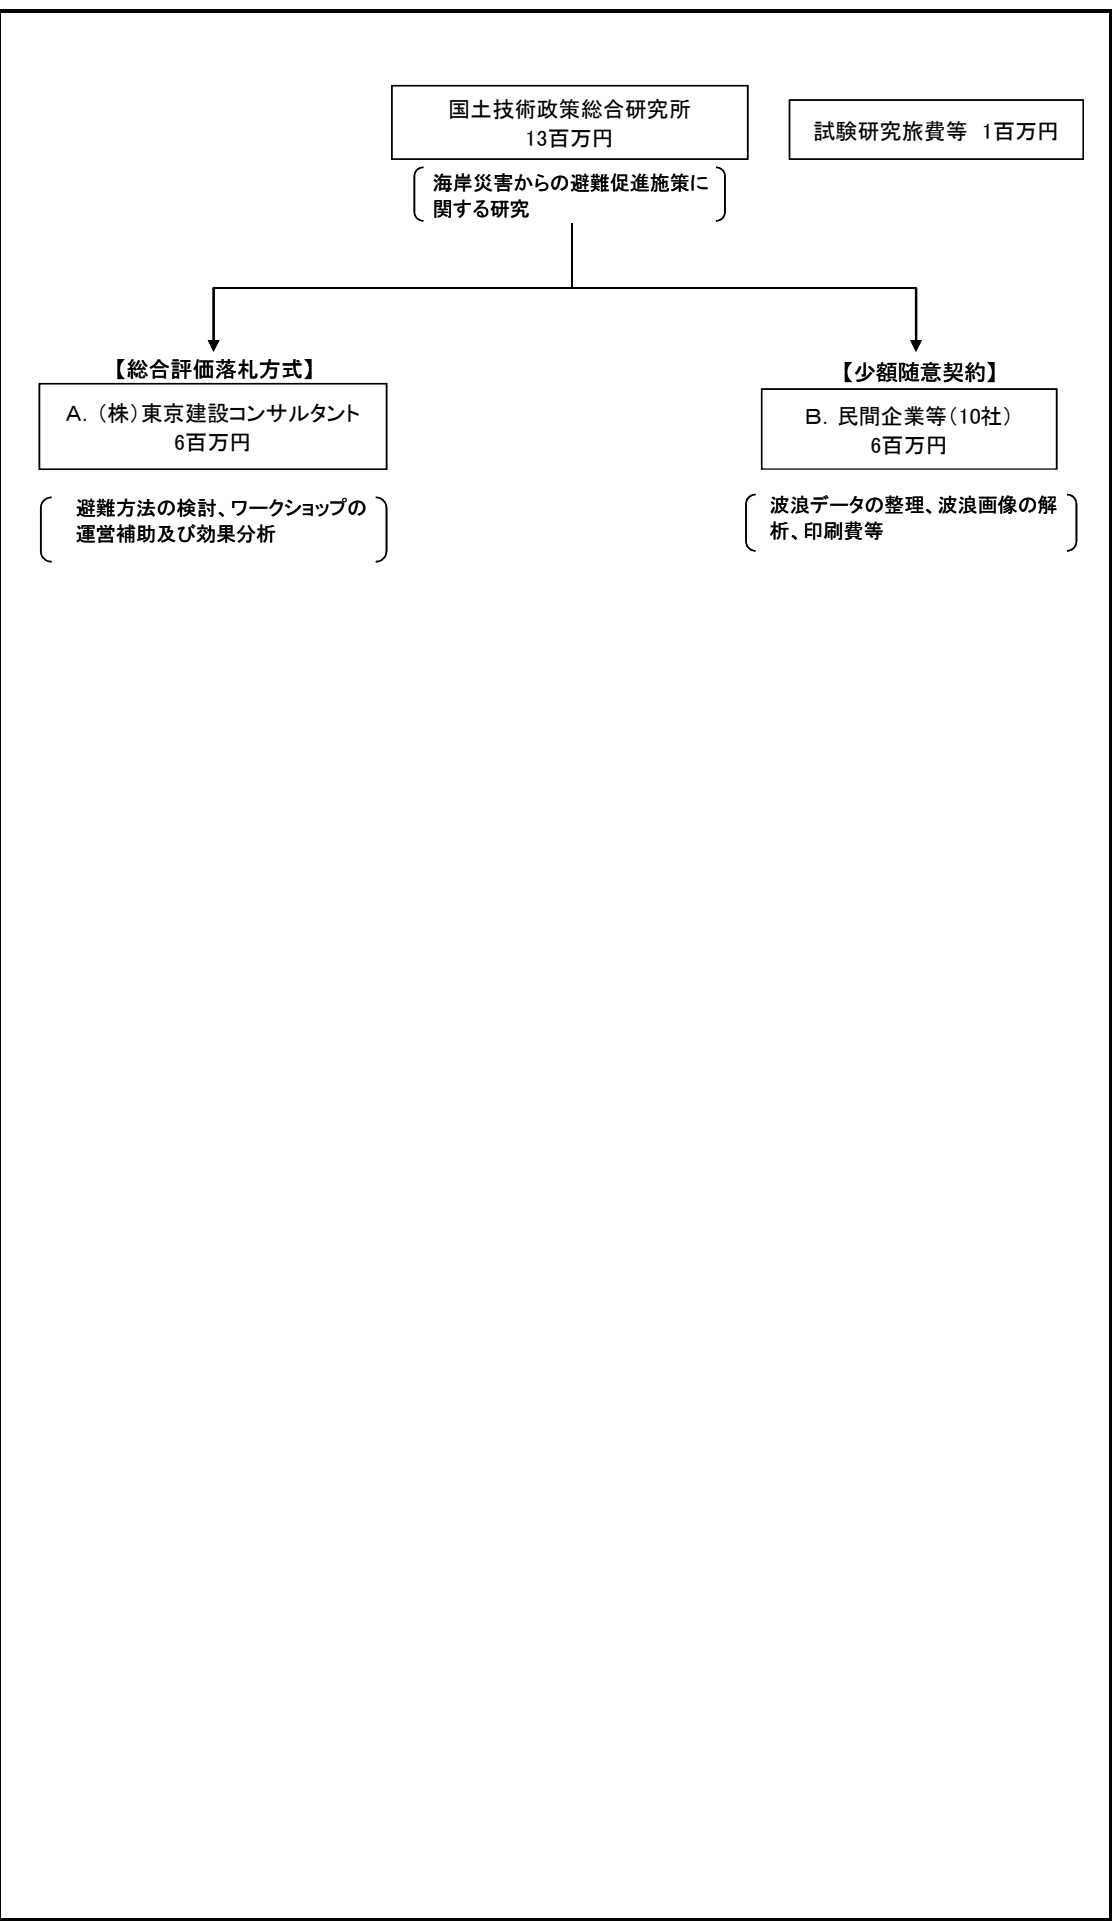 国土技術政策総合研究所
13百万円
試験研究旅費等　1百万円
海岸災害からの避難促進施策に
関する研究
【総合評価落札方式】
A．（株）東京建設コンサルタント
6百万円
避難方法の検討、ワークショップの
運営補助及び効果分析
【少額随意契約】
B．民間企業等（10社）
6百万円
波浪データの整理、波浪画像の解
析、印刷費等